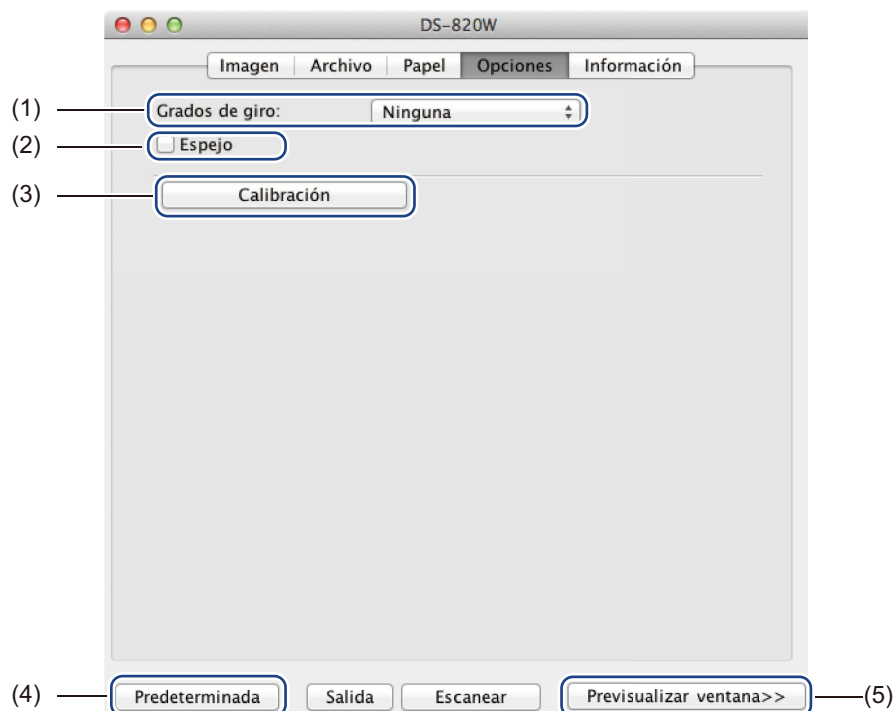 DS-820W
Imagen Archivo Papel Opciones Información
(1) Grados de giro: Ninguna
(2) Espejo
(3) Calibración
(4) Predeterminada Salida Escanear Previsualizar ventana>> (5)